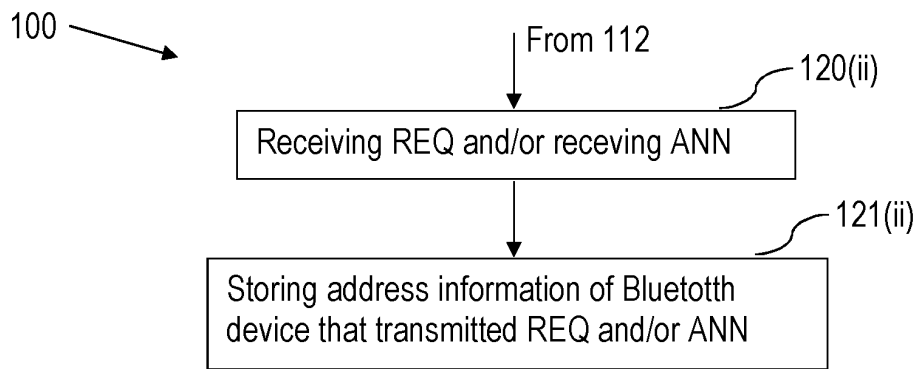 100
From 112
120(ii)
Receiving REQ and/or receving ANN
121(ii)
Storing address information of Bluetotth
device that transmitted REQ and/or ANN